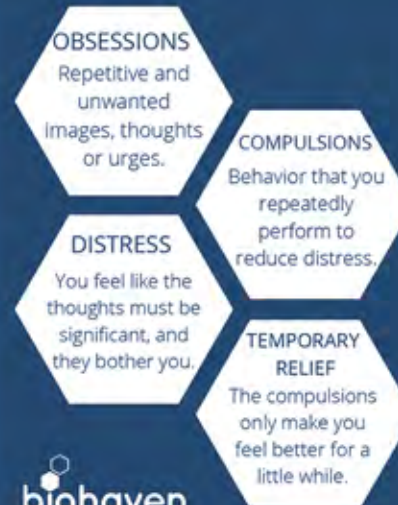 OBSESSIONS
Repetitive and
unwanted
images, thoughts
or urges.
COMPULSIONS
Behavior that you
repeatedly
perform to
reduce distress.
DISTRESS
You feel like the
thoughts must be
significant, and
they bother you.
TEMPORARY
RELIEF
The compulsions
only make you
feel better for a
little while.
biohaven